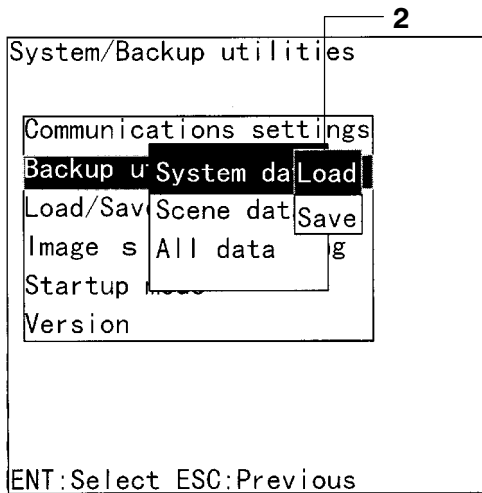 2
System/Backup utilities
Communications settings
Backup u
System da
Load
Load/Sav
Scene dat
Save
Image s
All data
g
Startup
Version
ENT:Select ESC:Previous